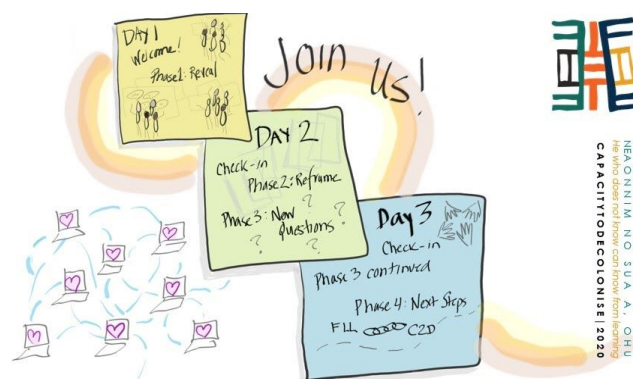 DAY 1
Welcome!
Phase 1: Reveal
Join Us!
DAY 2
Check-in
Phase 2: Reframe
Phase 3: New
Questions
? ? ? ?
Day 3
Check-in
Phase 3 continued
Phase 4: Next Steps
FLL C2D
NEA ONNIM NO SUA A, OHU
He who does not know can know from learning
CAPACITYTODECOLONISE | 2020